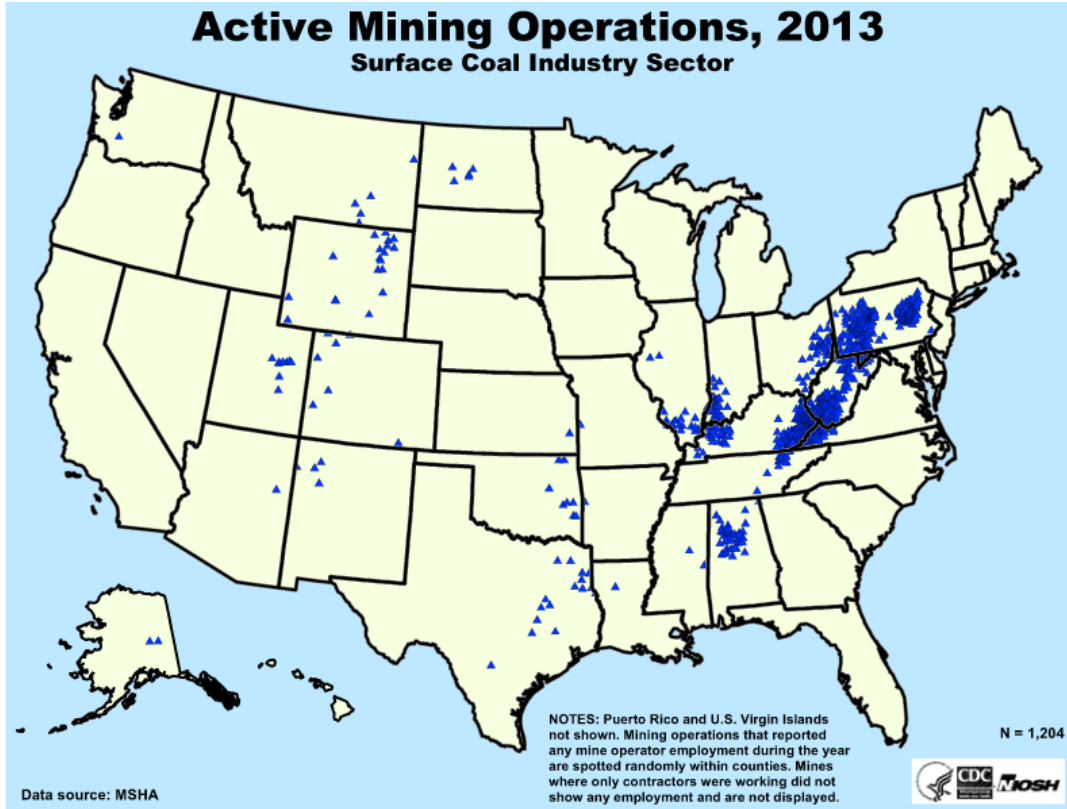 Active Mining Operations, 2013
Surface Coal Industry Sector
NOTES: Puerto Rico and U.S. Virgin Islands
not shown. Mining operations that reported
any mine operator employment during the year
are spotted randomly within counties. Mines
where only contractors were working did not
show any employment and are not displayed.
N = 1,204
Data source: MSHA
CDC
NIOSH